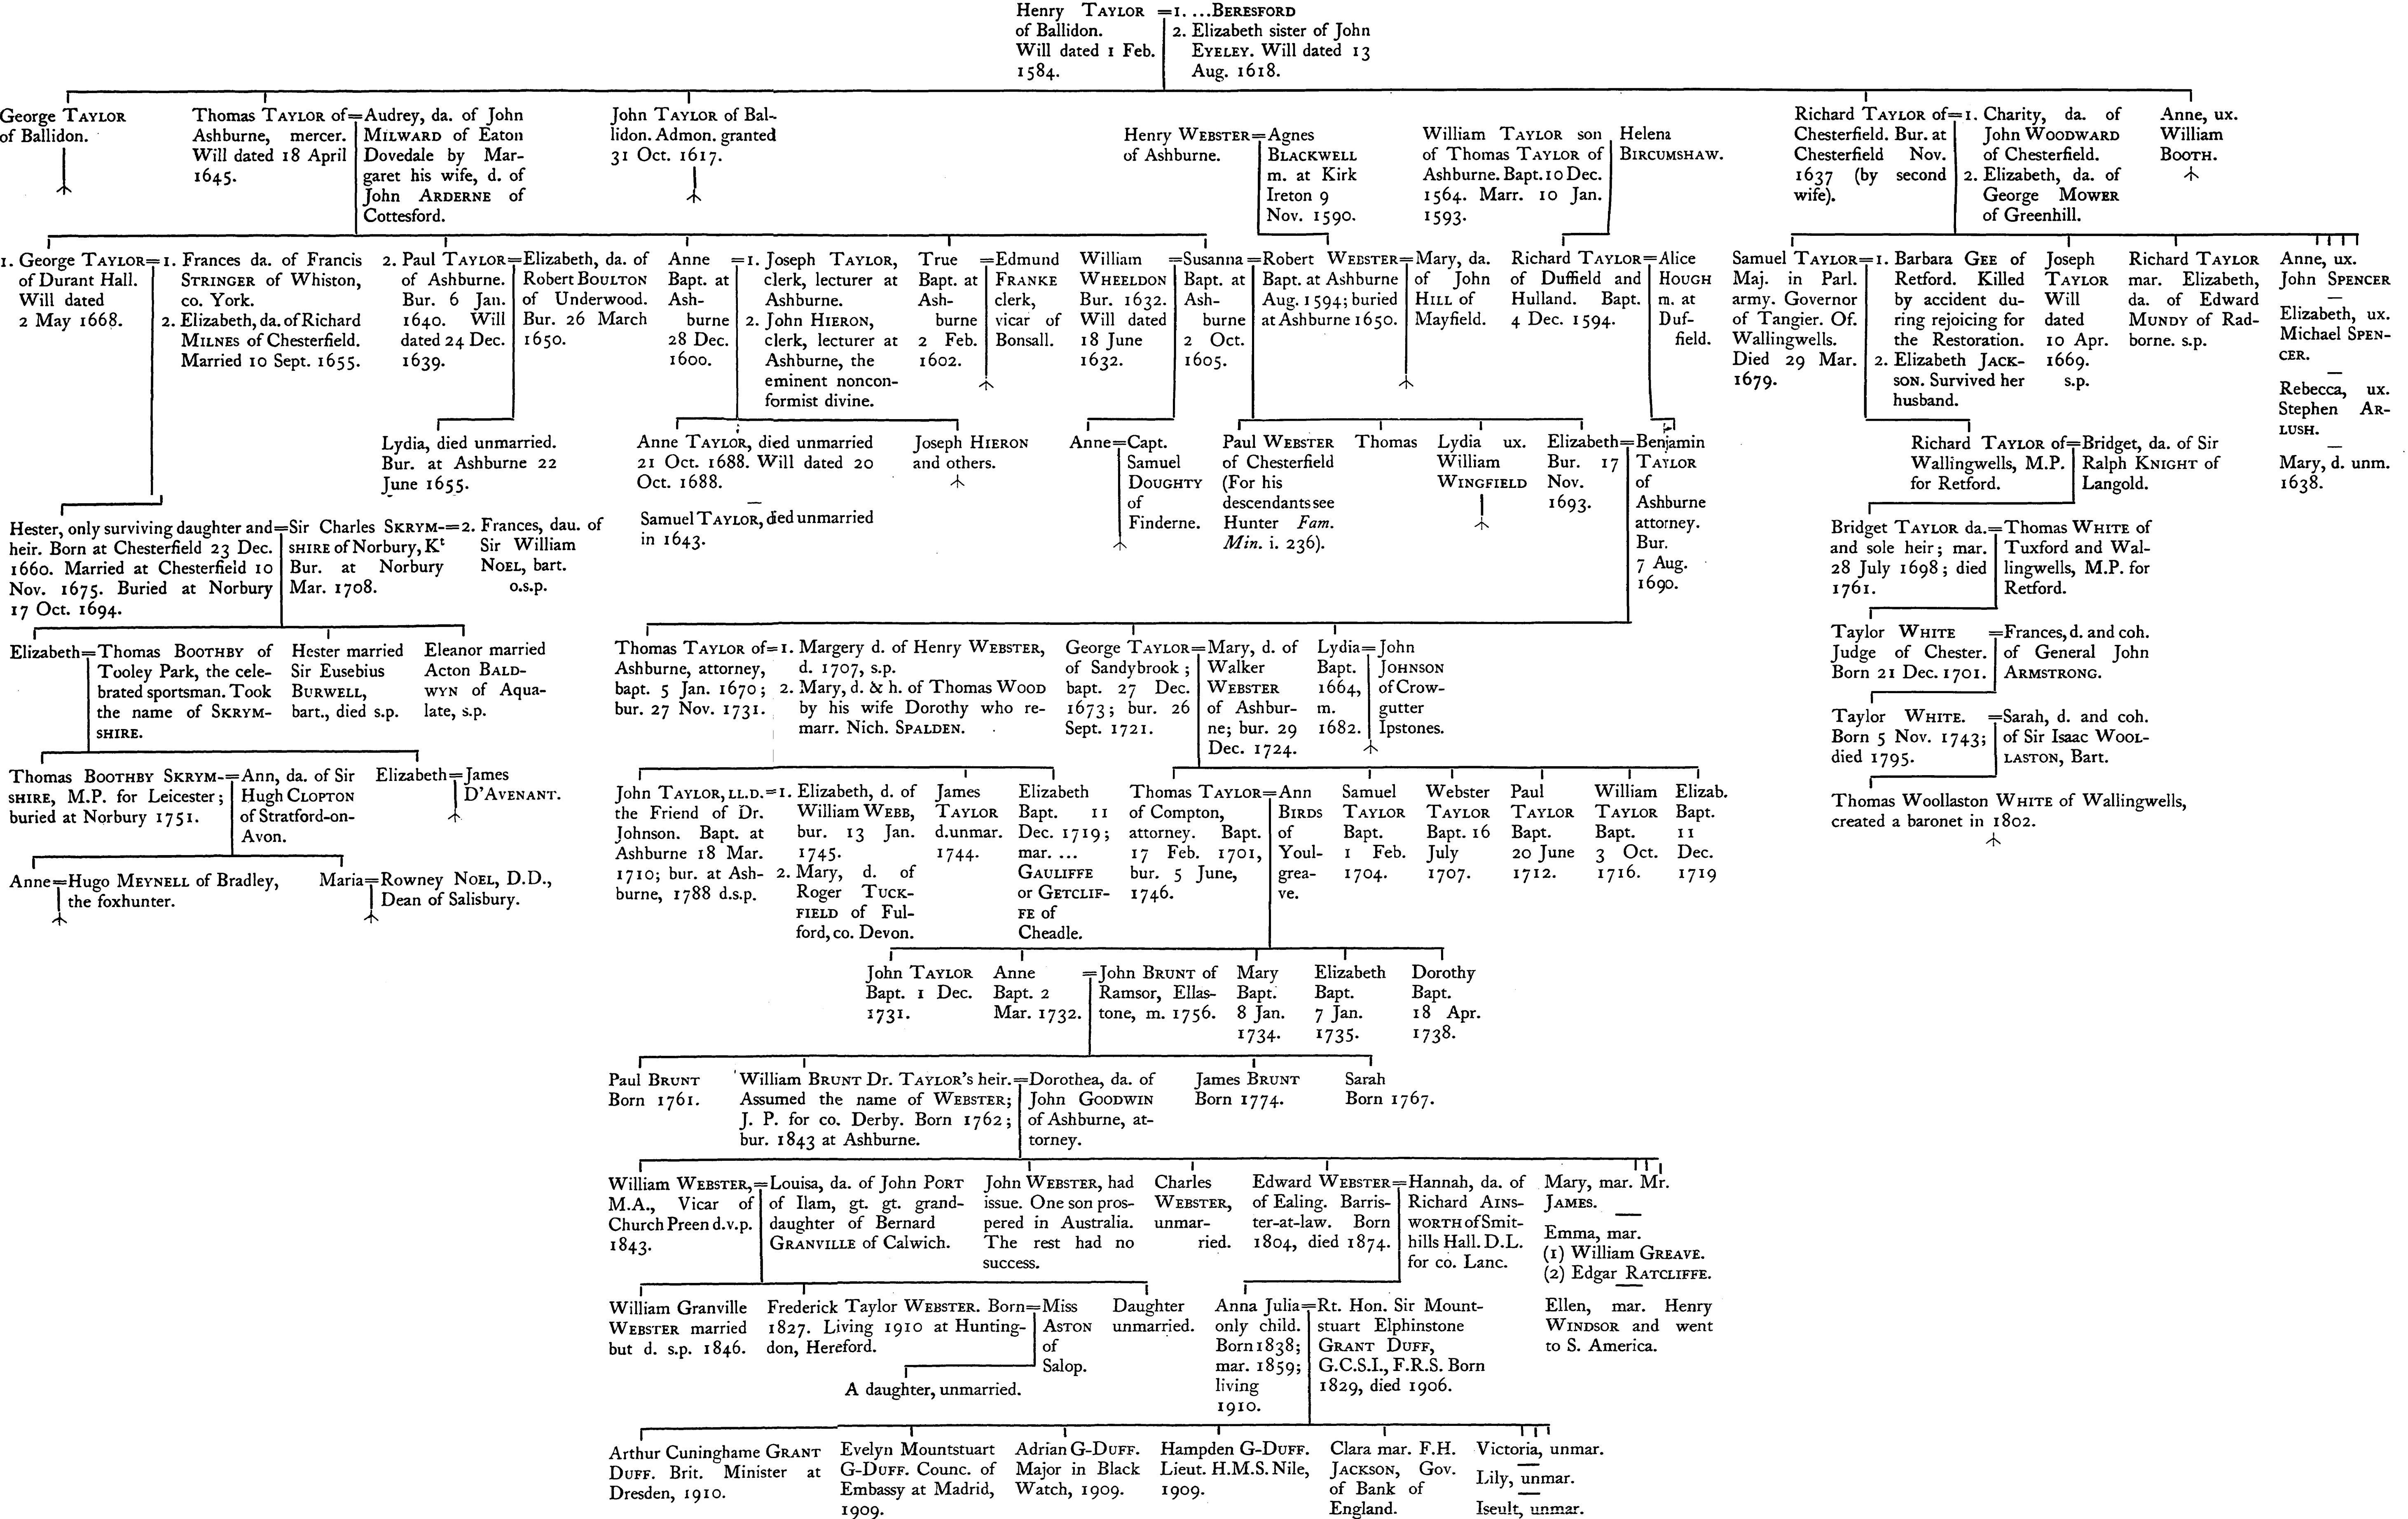 Henry TAYLOR =1. ...BERESFORD
of Ballidon. 2. Elizabeth sister of John
Will dated 1 Feb. EYELEY. Will dated 13
1584. Aug. 1618.
George TAYLOR
of Ballidon.
Thomas TAYLOR of=Audrey, da. of John
Ashburne, mercer. MILWARD of Eaton
Will dated 18 April Dovedale by Mar-
1645. garet his wife, d. of
John ARDERNE of
Cottesford.
John TAYLOR of Bal-
lidon. Admon. granted
31 Oct. 1617.
Henry WEBSTER=Agnes
of Ashburne. BLACKWELL
m. at Kirk
Ireton 9
Nov. 1590.
William TAYLOR son
of Thomas TAYLOR of
Ashburne. Bapt. 10 Dec.
1564. Marr. 10 Jan.
1593.
Helena
BIRCUMSHAW.
Richard TAYLOR of=1. Charity, da. of
Chesterfield. Bur. at John WOODWARD
Chesterfield Nov. of Chesterfield.
1637 (by second 2. Elizabeth, da. of
wife). George MOWER
of Greenhill.
Anne, ux.
William
BOOTH.
1. George TAYLOR=1. Frances da. of Francis
of Durant Hall. STRINGER of Whiston,
Will dated co. York.
2 May 1668. 2. Elizabeth, da. of Richard
MILNES of Chesterfield.
Married 10 Sept. 1655.
2. Paul TAYLOR=Elizabeth, da. of
of Ashburne. Robert BOULTON
Bur. 6 Jan. of Underwood.
1640. Will Bur. 26 March
dated 24 Dec. 1650.
1639.
Anne =1. Joseph TAYLOR,
Bapt. at clerk, lecturer at
Ash- Ashburne.
burne 2. John HIERON,
28 Dec. clerk, lecturer at
1600. Ashburne, the
eminent noncon-
formist divine.
True =Edmund
Bapt. at FRANKE
Ash- clerk,
burne vicar of
2 Feb. Bonsall.
1602.
William =Susanna=Robert WEBSTER=Mary, da.
WHEELDON Bapt. at Bapt. at Ashburne of John
Bur. 1632. Ash- Aug. 1594; buried HILL of
Will dated burne at Ashburne 1650. Mayfield.
18 June 2 Oct.
1632. 1605.
Richard TAYLOR=Alice
of Duffield and HOUGH
Hulland. Bapt. m. at
4 Dec. 1594. Duf-
field.
Samuel TAYLOR=1. Barbara GEE of
Maj. in Parl. Retford. Killed
army. Governor by accident du-
of Tangier. Of. ring rejoicing for
Wallingwells. the Restoration.
Died 29 Mar. 2. Elizabeth JACK-
1679. SON. Survived her
husband.
Joseph
TAYLOR
Will
dated
10 Apr.
1669.
s.p.
Richard TAYLOR
mar. Elizabeth,
da. of Edward
MUNDY of Rad-
borne. s.p.
Anne, ux.
John SPENCER
—
Elizabeth, ux.
Michael SPEN-
CER.
—
Rebecca, ux.
Stephen AR-
LUSH.
—
Mary, d. unm.
1638.
Lydia, died unmarried.
Bur. at Ashburne 22
June 1655.
Anne TAYLOR, died unmarried
21 Oct. 1688. Will dated 20
Oct. 1688.
—
Samuel TAYLOR, died unmarried
in 1643.
Joseph HIERON
and others.
Anne=Capt.
Samuel
DOUGHTY
of
Finderne.
Paul WEBSTER
of Chesterfield
(For his
descendants see
Hunter Fam.
Min. i. 236).
Thomas
Lydia ux.
William
WINGFIELD
Elizabeth=Benjamin
Bur. 17 TAYLOR
Nov. of
1693. Ashburne
attorney.
Bur.
7 Aug.
1690.
Richard TAYLOR of=Bridget, da. of Sir
Wallingwells, M.P. Ralph KNIGHT of
for Retford. Langold.
Hester, only surviving daughter and=Sir Charles SKRYM-=2. Frances, dau. of
heir. Born at Chesterfield 23 Dec. SHIRE of Norbury, Kt Sir William
1660. Married at Chesterfield 10 Bur. at Norbury NOEL, bart.
Nov. 1675. Buried at Norbury Mar. 1708. o.s.p.
17 Oct. 1694.
Bridget TAYLOR da.=Thomas WHITE of
and sole heir; mar. Tuxford and Wal-
28 July 1698; died lingwells, M.P. for
1761. Retford.
Elizabeth=Thomas BOOTHBY of
Tooley Park, the cele-
brated sportsman. Took
the name of SKRYM-
SHIRE.
Hester married
Sir Eusebius
BURWELL,
bart., died s.p.
Eleanor married
Acton BALD-
WYN of Aqua-
late, s.p.
Thomas TAYLOR of=1. Margery d. of Henry WEBSTER,
Ashburne, attorney, d. 1707, s.p.
bapt. 5 Jan. 1670; 2. Mary, d. & h. of Thomas WOOD
bur. 27 Nov. 1731. by his wife Dorothy who re-
marr. Nich. SPALDEN.
George TAYLOR=Mary, d. of
of Sandybrook; Walker
bapt. 27 Dec. WEBSTER
1673; bur. 26 of Ashbur-
Sept. 1721. ne; bur. 29
Dec. 1724.
Lydia=John
Bapt. JOHNSON
1664, of Crow-
m. gutter
1682. Ipstones.
Taylor WHITE =Frances, d. and coh.
Judge of Chester. of General John
Born 21 Dec. 1701. ARMSTRONG.
Taylor WHITE. =Sarah, d. and coh.
Born 5 Nov. 1743; of Sir Isaac WOOL-
died 1795. LASTON, Bart.
Thomas BOOTHBY SKRYM-=Ann, da. of Sir
SHIRE, M.P. for Leicester; Hugh CLOPTON
buried at Norbury 1751. of Stratford-on-
Avon.
Elizabeth=James
D'AVENANT.
John TAYLOR, LL.D.=1. Elizabeth, d. of
the Friend of Dr. William WEBB,
Johnson. Bapt. at bur. 13 Jan.
Ashburne 18 Mar. 1745.
1710; bur. at Ash- 2. Mary, d. of
burne, 1788 d.s.p. Roger TUCK-
FIELD of Ful-
ford, co. Devon.
James
TAYLOR
d.unmar.
1744.
Elizabeth
Bapt. 11
Dec. 1719;
mar. ...
GAULIFFE
or GETCLIF-
FE of
Cheadle.
Thomas TAYLOR=Ann
of Compton, BIRDS
attorney. Bapt. of
17 Feb. 1701, Youl-
bur. 5 June, grea-
1746. ve.
Samuel
TAYLOR
Bapt.
1 Feb.
1704.
Webster
TAYLOR
Bapt. 16
July
1707.
Paul
TAYLOR
Bapt.
20 June
1712.
William
TAYLOR
Bapt.
3 Oct.
1716.
Elizab.
Bapt.
11
Dec.
1719
Thomas Woollaston WHITE of Wallingwells,
created a baronet in 1802.
Anne=Hugo MEYNELL of Bradley,
the foxhunter.
Maria=Rowney NOEL, D.D.,
Dean of Salisbury.
John TAYLOR
Bapt. 1 Dec.
1731.
Anne =John BRUNT of
Bapt. 2 Ramsor, Ellas-
Mar. 1732. tone, m. 1756.
Mary
Bapt.
8 Jan.
1734.
Elizabeth
Bapt.
7 Jan.
1735.
Dorothy
Bapt.
18 Apr.
1738.
Paul BRUNT
Born 1761.
William BRUNT Dr. TAYLOR'S heir.=Dorothea, da. of
Assumed the name of WEBSTER; John GOODWIN
J. P. for co. Derby. Born 1762; of Ashburne, at-
bur. 1843 at Ashburne. torney.
James BRUNT
Born 1774.
Sarah
Born 1767.
William WEBSTER,=Louisa, da. of John PORT
M.A., Vicar of of Ilam, gt. gt. grand-
Church Preen d.v.p. daughter of Bernard
1843. GRANVILLE of Calwich.
John WEBSTER, had
issue. One son pros-
pered in Australia.
The rest had no
success.
Charles
WEBSTER,
unmar-
ried.
Edward WEBSTER=Hannah, da. of
of Ealing. Barris- Richard AINS-
ter-at-law. Born WORTH of Smit-
1804, died 1874. hills Hall. D.L.
for co. Lanc.
Mary, mar. Mr.
JAMES.
—
Emma, mar.
(1) William GREAVE.
(2) Edgar RATCLIFFE.
—
Ellen, mar. Henry
WINDSOR and went
to S. America.
William Granville
WEBSTER married
but d. s.p. 1846.
Frederick Taylor WEBSTER. Born=Miss
1827. Living 1910 at Hunting- ASTON
don, Hereford. of
Salop.
Daughter
unmarried.
Anna Julia=Rt. Hon. Sir Mount-
only child. stuart Elphinstone
Born 1838; GRANT DUFF,
mar. 1859; G.C.S.I., F.R.S. Born
living 1829, died 1906.
1910.
A daughter, unmarried.
Arthur Cuninghame GRANT
DUFF. Brit. Minister at
Dresden, 1910.
Evelyn Mountstuart
G-DUFF. Counc. of
Embassy at Madrid,
1909.
Adrian G-DUFF.
Major in Black
Watch, 1909.
Hampden G-DUFF.
Lieut. H.M.S. Nile,
1909.
Clara mar. F.H.
JACKSON, Gov.
of Bank of
England.
Victoria, unmar.
—
Lily, unmar.
—
Iseult, unmar.